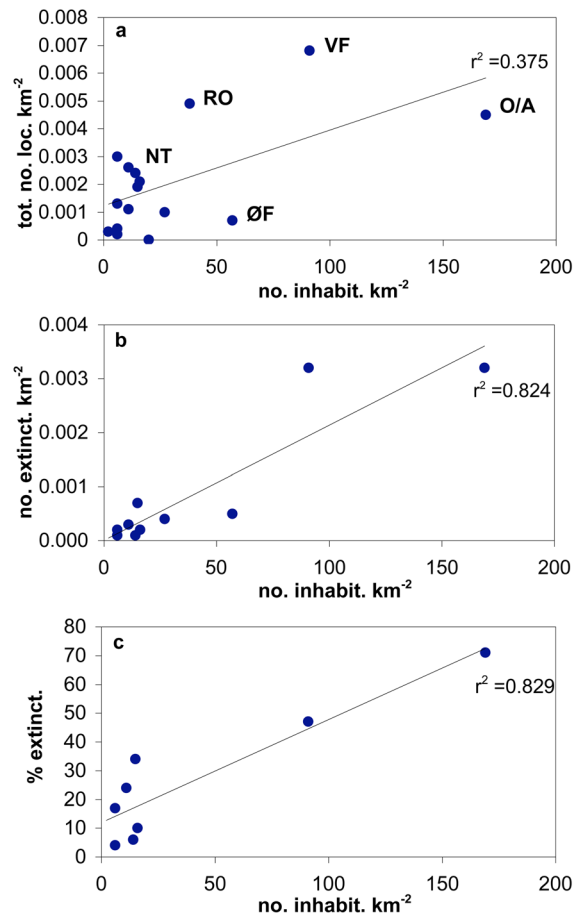 0.008
a
0.007
VF
r² =0.375
0.006
RO
0.005
O/A
0.004
0.003
NT
0.002
0.001
ØF
0
0
50
100
150
200
tot. no. loc. km⁻²
no. inhabit. km⁻²
0.004
b
0.003
r² =0.824
0.002
0.001
0.000
0
50
100
150
200
no. extinct. km⁻²
no. inhabit. km⁻²
80
c
70
r² =0.829
60
50
40
30
20
10
0
0
50
100
150
200
% extinct.
no. inhabit. km⁻²